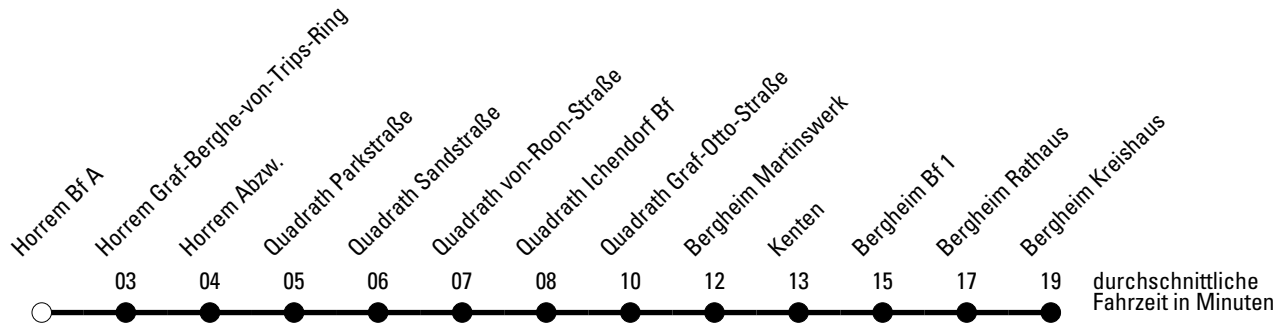 Horrem Bf A
Horrem Graf-Berghe-von-Trips-Ring
Horrem Abzw.
Quadrath Parkstraße
Quadrath Sandstraße
Quadrath von-Roon-Straße
Quadrath Ichendorf Bf
Quadrath Graf-Otto-Straße
Bergheim Martinswerk
Kenten
Bergheim Bf 1
Bergheim Rathaus
Bergheim Kreishaus
03 04 05 06 07 08 10 12 13 15 17 19
durchschnittliche
Fahrzeit in Minuten